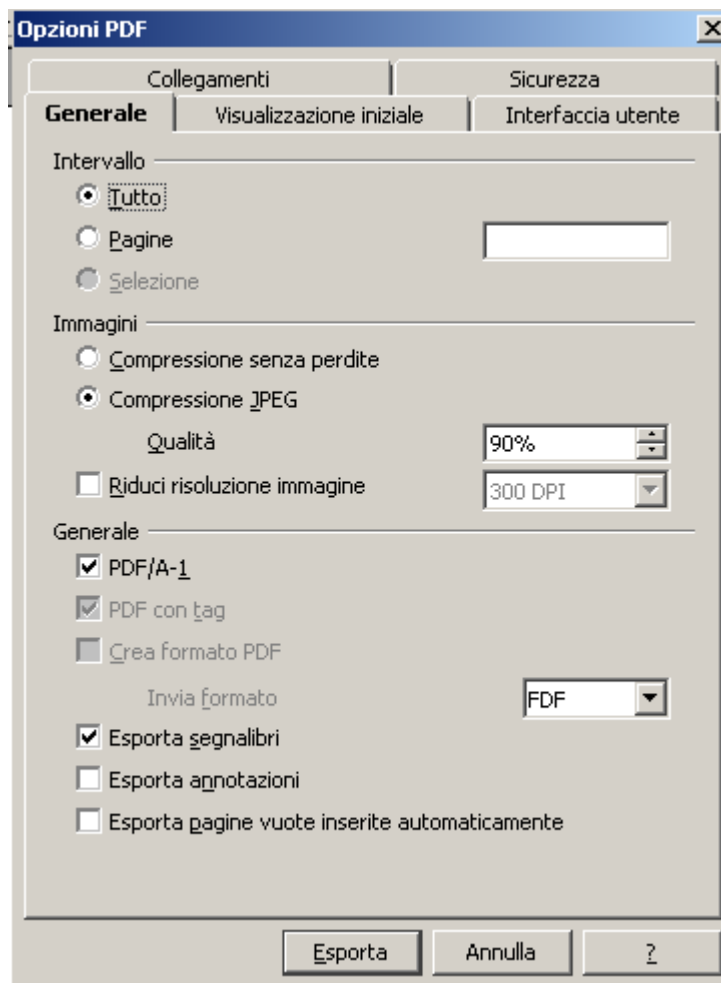 Opzioni PDF
Collegamenti Sicurezza
Generale Visualizzazione iniziale Interfaccia utente
Intervallo
Tutto
Pagine
Selezione
Immagini
Compressione senza perdite
Compressione JPEG
Qualità 90%
Riduci risoluzione immagine 300 DPI
Generale
PDF/A-1
PDF con tag
Crea formato PDF
Invia formato FDF
Esporta segnalibri
Esporta annotazioni
Esporta pagine vuote inserite automaticamente
Esporta Annulla ?